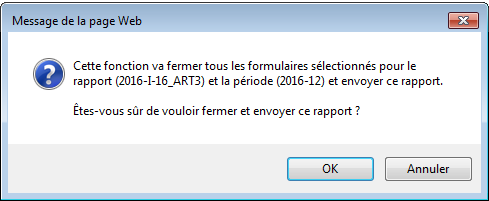 Message de la page Web
Cette fonction va fermer tous les formulaires sélectionnés pour le
rapport (2016-I-16_ART3) et la période (2016-12) et envoyer ce rapport.
Êtes-vous sûr de vouloir fermer et envoyer ce rapport ?
OK
Annuler